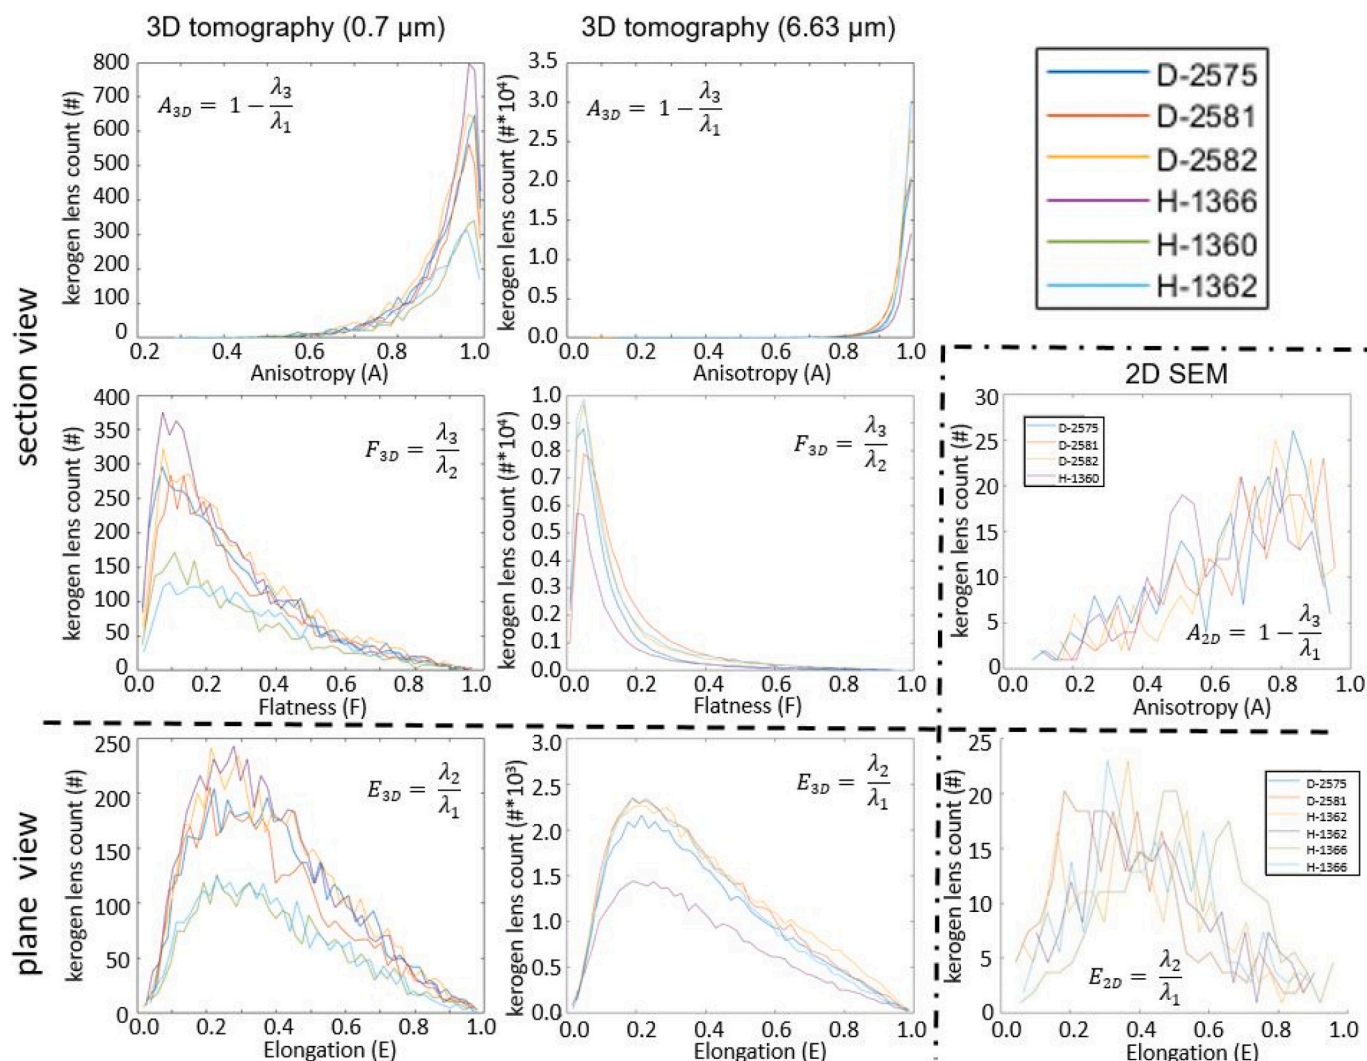 3D tomography (0.7 µm)
3D tomography (6.63 µm)
section view
plane view
kerogen lens count (#)
800
700
600
500
400
300
200
100
0
A3D = 1 − λ3/λ1
0.2 0.4 0.6 0.8 1.0
Anisotropy (A)
kerogen lens count (#*10⁴)
3.5
3.0
2.5
2.0
1.5
1.0
0.5
0.0
A3D = 1 − λ3/λ1
0.0 0.2 0.4 0.6 0.8 1.0
Anisotropy (A)
D-2575
D-2581
D-2582
H-1366
H-1360
H-1362
kerogen lens count (#)
400
350
300
250
200
150
100
50
0
F3D = λ3/λ2
0.0 0.2 0.4 0.6 0.8 1.0
Flatness (F)
kerogen lens count (#*10⁴)
1.0
0.9
0.8
0.7
0.6
0.5
0.4
0.3
0.2
0.1
0.0
F3D = λ3/λ2
0.0 0.2 0.4 0.6 0.8 1.0
Flatness (F)
2D SEM
kerogen lens count (#)
30
25
20
15
10
5
0
D-2575
D-2581
D-2582
H-1360
A2D = 1 − λ3/λ1
0.0 0.2 0.4 0.6 0.8 1.0
Anisotropy (A)
kerogen lens count (#)
250
200
150
100
50
0
E3D = λ2/λ1
0.0 0.2 0.4 0.6 0.8 1.0
Elongation (E)
kerogen lens count (#*10³)
3.0
2.5
2.0
1.5
1.0
0.5
0.0
E3D = λ2/λ1
0.0 0.2 0.4 0.6 0.8 1.0
Elongation (E)
kerogen lens count (#)
25
20
15
10
5
0
D-2575
D-2581
H-1362
H-1362
H-1366
H-1366
E2D = λ2/λ1
0.0 0.2 0.4 0.6 0.8 1.0
Elongation (E)